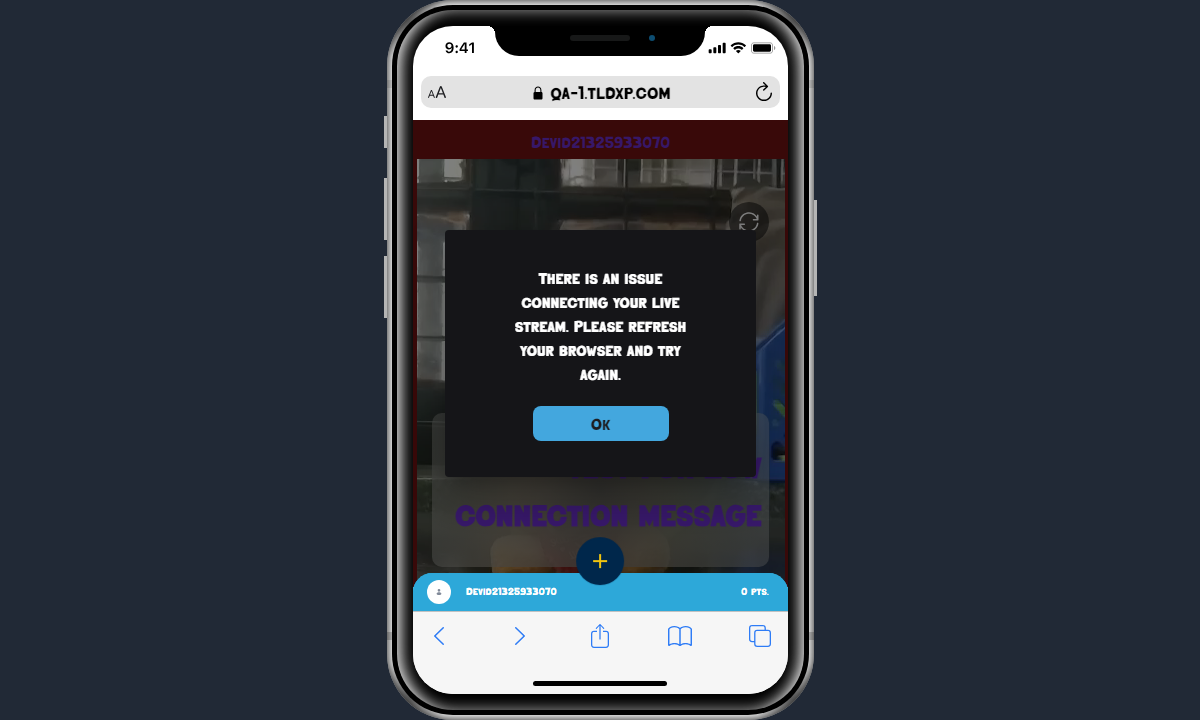 9:41
AA
QA-1.TLDXP.COM
Devid21325933070
There is an issue
connecting your live
stream. Please refresh
your browser and try
again.
Ok
connection message
Devid21325933070
0 pts.